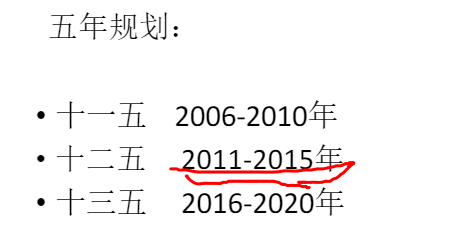 五年规划：
• 十一五 2006-2010年
• 十二五 2011-2015年
• 十三五 2016-2020年